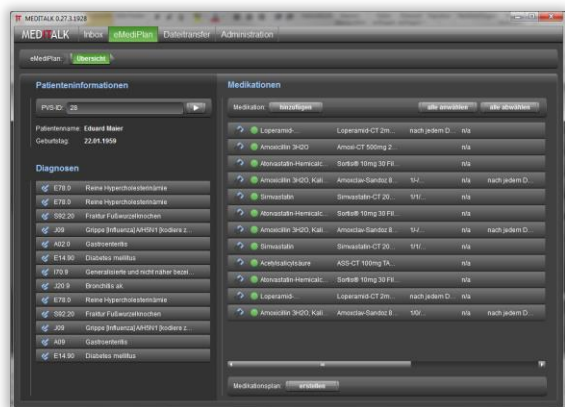 MEDITALK 0.27.3.1928
MEDITALK Inbox eMediPlan Datentransfer Administration
eMediPlan: Übersicht
Patienteninformationen
PVS-ID: 28
Patientenname: Eduard Maier
Geburtstag: 22.01.1959
Diagnosen
E78.0 Reine Hypercholesterinämie
E78.0 Reine Hypercholesterinämie
S92.20 Fraktur Fußwurzelknochen
J09 Grippe [Influenza] A/H5N1 [kodiere z...
A02.0 Gastroenteritis
E14.90 Diabetes mellitus
I70.9 Generalisierte und nicht näher bezei...
J20.9 Bronchitis ak.
E78.0 Reine Hypercholesterinämie
S92.20 Fraktur Fußwurzelknochen
J09 Grippe [Influenza] A/H5N1 [kodiere z...
A09 Gastroenteritis
E14.90 Diabetes mellitus
Medikationen
Medikation: hinzufügen alle anwählen alle abwählen
Loperamid-... Loperamid-CT 2m... nach jedem D... n/a
Amoxicillin 3H2O Amoxi-CT 500mg 2... n/a
Atorvastatin-Hemicalc... Sortis® 10mg 30 Fil... n/a
Amoxicillin 3H2O, Kali... Amoxclav-Sandoz 8... 1/-/... n/a nach jedem D...
Simvastatin Simvastatin-CT 20... 1/1/... n/a
Atorvastatin-Hemicalc... Sortis® 10mg 30 Fil... n/a
Amoxicillin 3H2O, Kali... Amoxclav-Sandoz 8... 1/-/... n/a nach jedem D...
Simvastatin Simvastatin-CT 20... 1/1/... n/a
Acetylsalicylsäure ASS-CT 100mg TA... n/a
Atorvastatin-Hemicalc... Sortis® 10mg 30 Fil... n/a
Loperamid-... Loperamid-CT 2m... nach jedem D... n/a
Amoxicillin 3H2O, Kali... Amoxclav-Sandoz 8... 1/0/... n/a nach jedem D...
Medikationsplan: erstellen